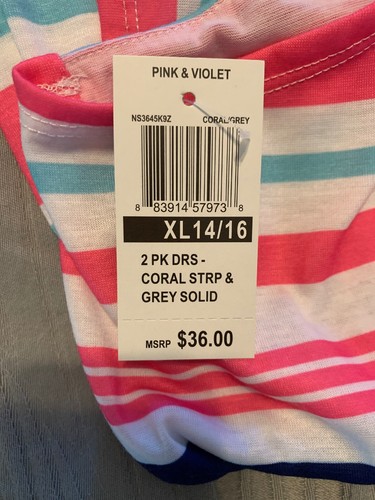 PINK & VIOLET
NS3645K9Z CORAL/GREY
8 83914 57973 8
XL14/16
2 PK DRS -
CORAL STRP &
GREY SOLID
MSRP $36.00